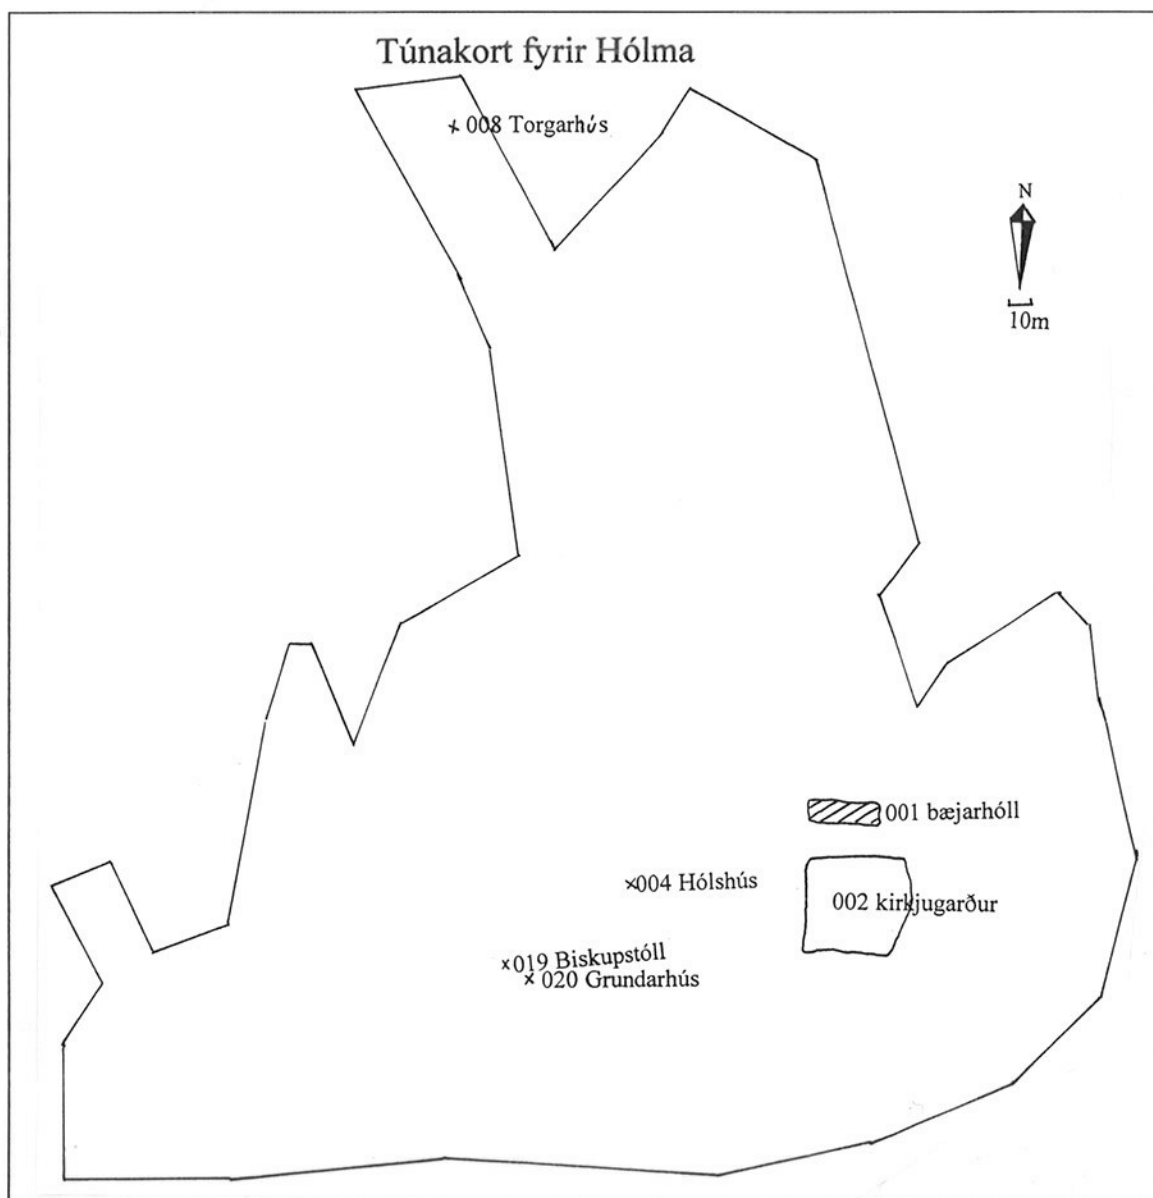 Túnakort fyrir Hólma
008 Torgarhús
N
10m
001 bæjarhóll
004 Hólshús
002 kirkjugarður
019 Biskupstóll
020 Grundarhús